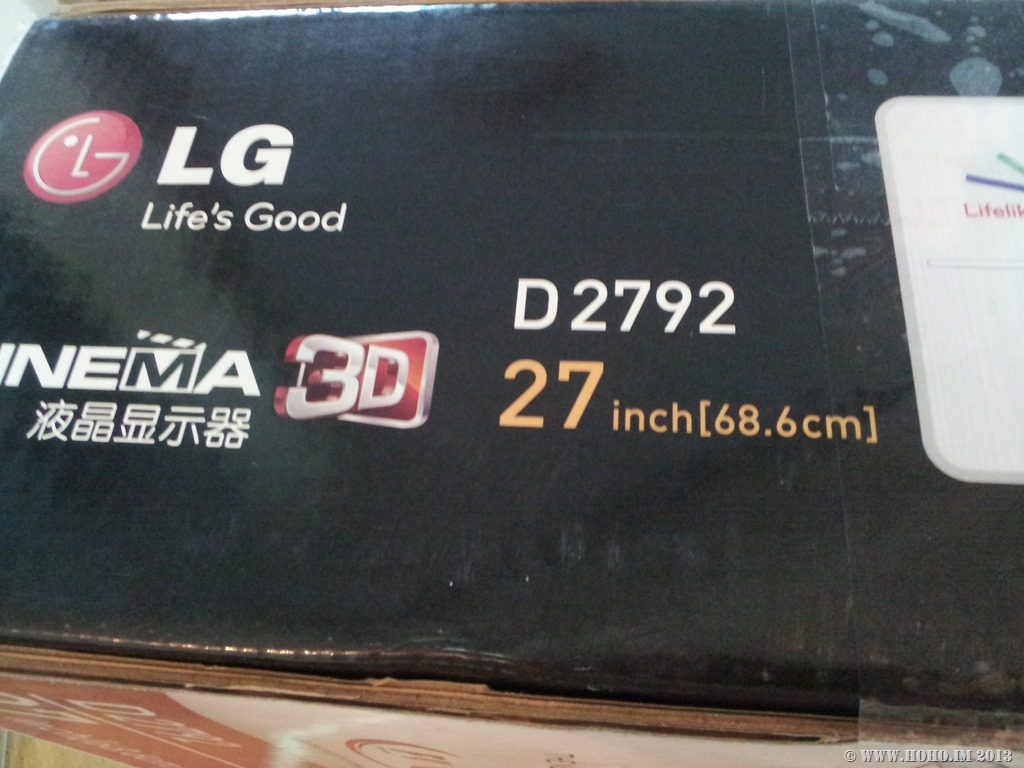 LG
LG
Life's Good
D2792
INEMA 3D
27 inch[68.6cm]
液晶显示器
© WWW.HOHO.IM 2013